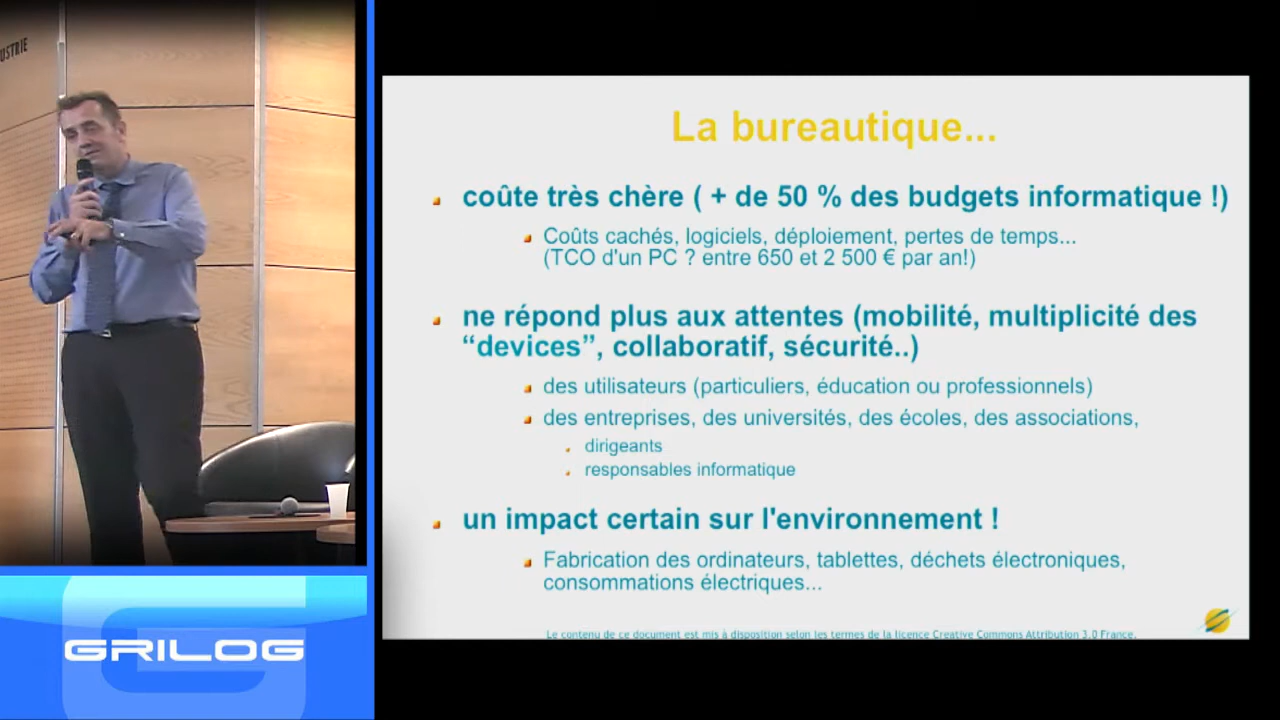 USTRIE
La bureautique...
coûte très chère ( + de 50 % des budgets informatique !)
Coûts cachés, logiciels, déploiement, pertes de temps...
(TCO d'un PC ? entre 650 et 2 500 € par an!)
ne répond plus aux attentes (mobilité, multiplicité des
“devices”, collaboratif, sécurité..)
des utilisateurs (particuliers, éducation ou professionnels)
des entreprises, des universités, des écoles, des associations,
dirigeants
responsables informatique
un impact certain sur l'environnement !
Fabrication des ordinateurs, tablettes, déchets électroniques,
consommations électriques...
Le contenu de ce document est mis à disposition selon les termes de la licence Creative Commons Attribution 3.0 France.
GRILOG